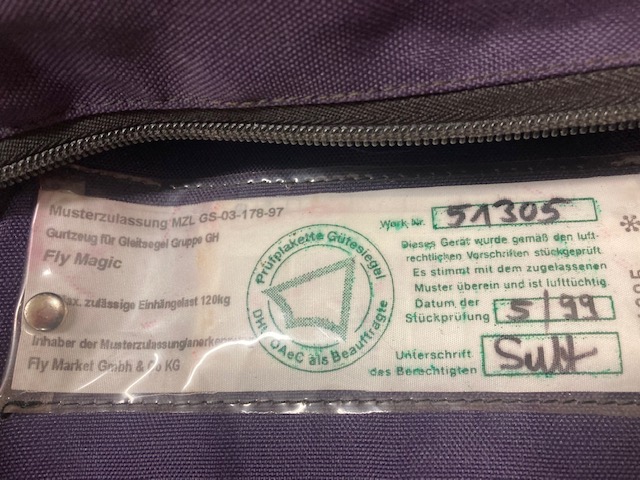 Musterzulassung MZL GS-03-178-97
Gurtzeug für Gleitsegel Gruppe GH
Fly Magic
max. zulässige Einhängelast 120kg
Inhaber der
Fly Market GmbH & Co KG
Prüfplakette Gütesiegel
DHV OAeC als Beauftragte
Werk Nr. 51305
Dieses Gerät wurde gemäß den luft-
rechtlichen Vorschriften stückgeprüft.
Es stimmt mit dem zugelassenen
Muster überein und ist lufttüchtig.
Datum der
Stückprüfung 5/99
Unterschrift
des Berechtigten